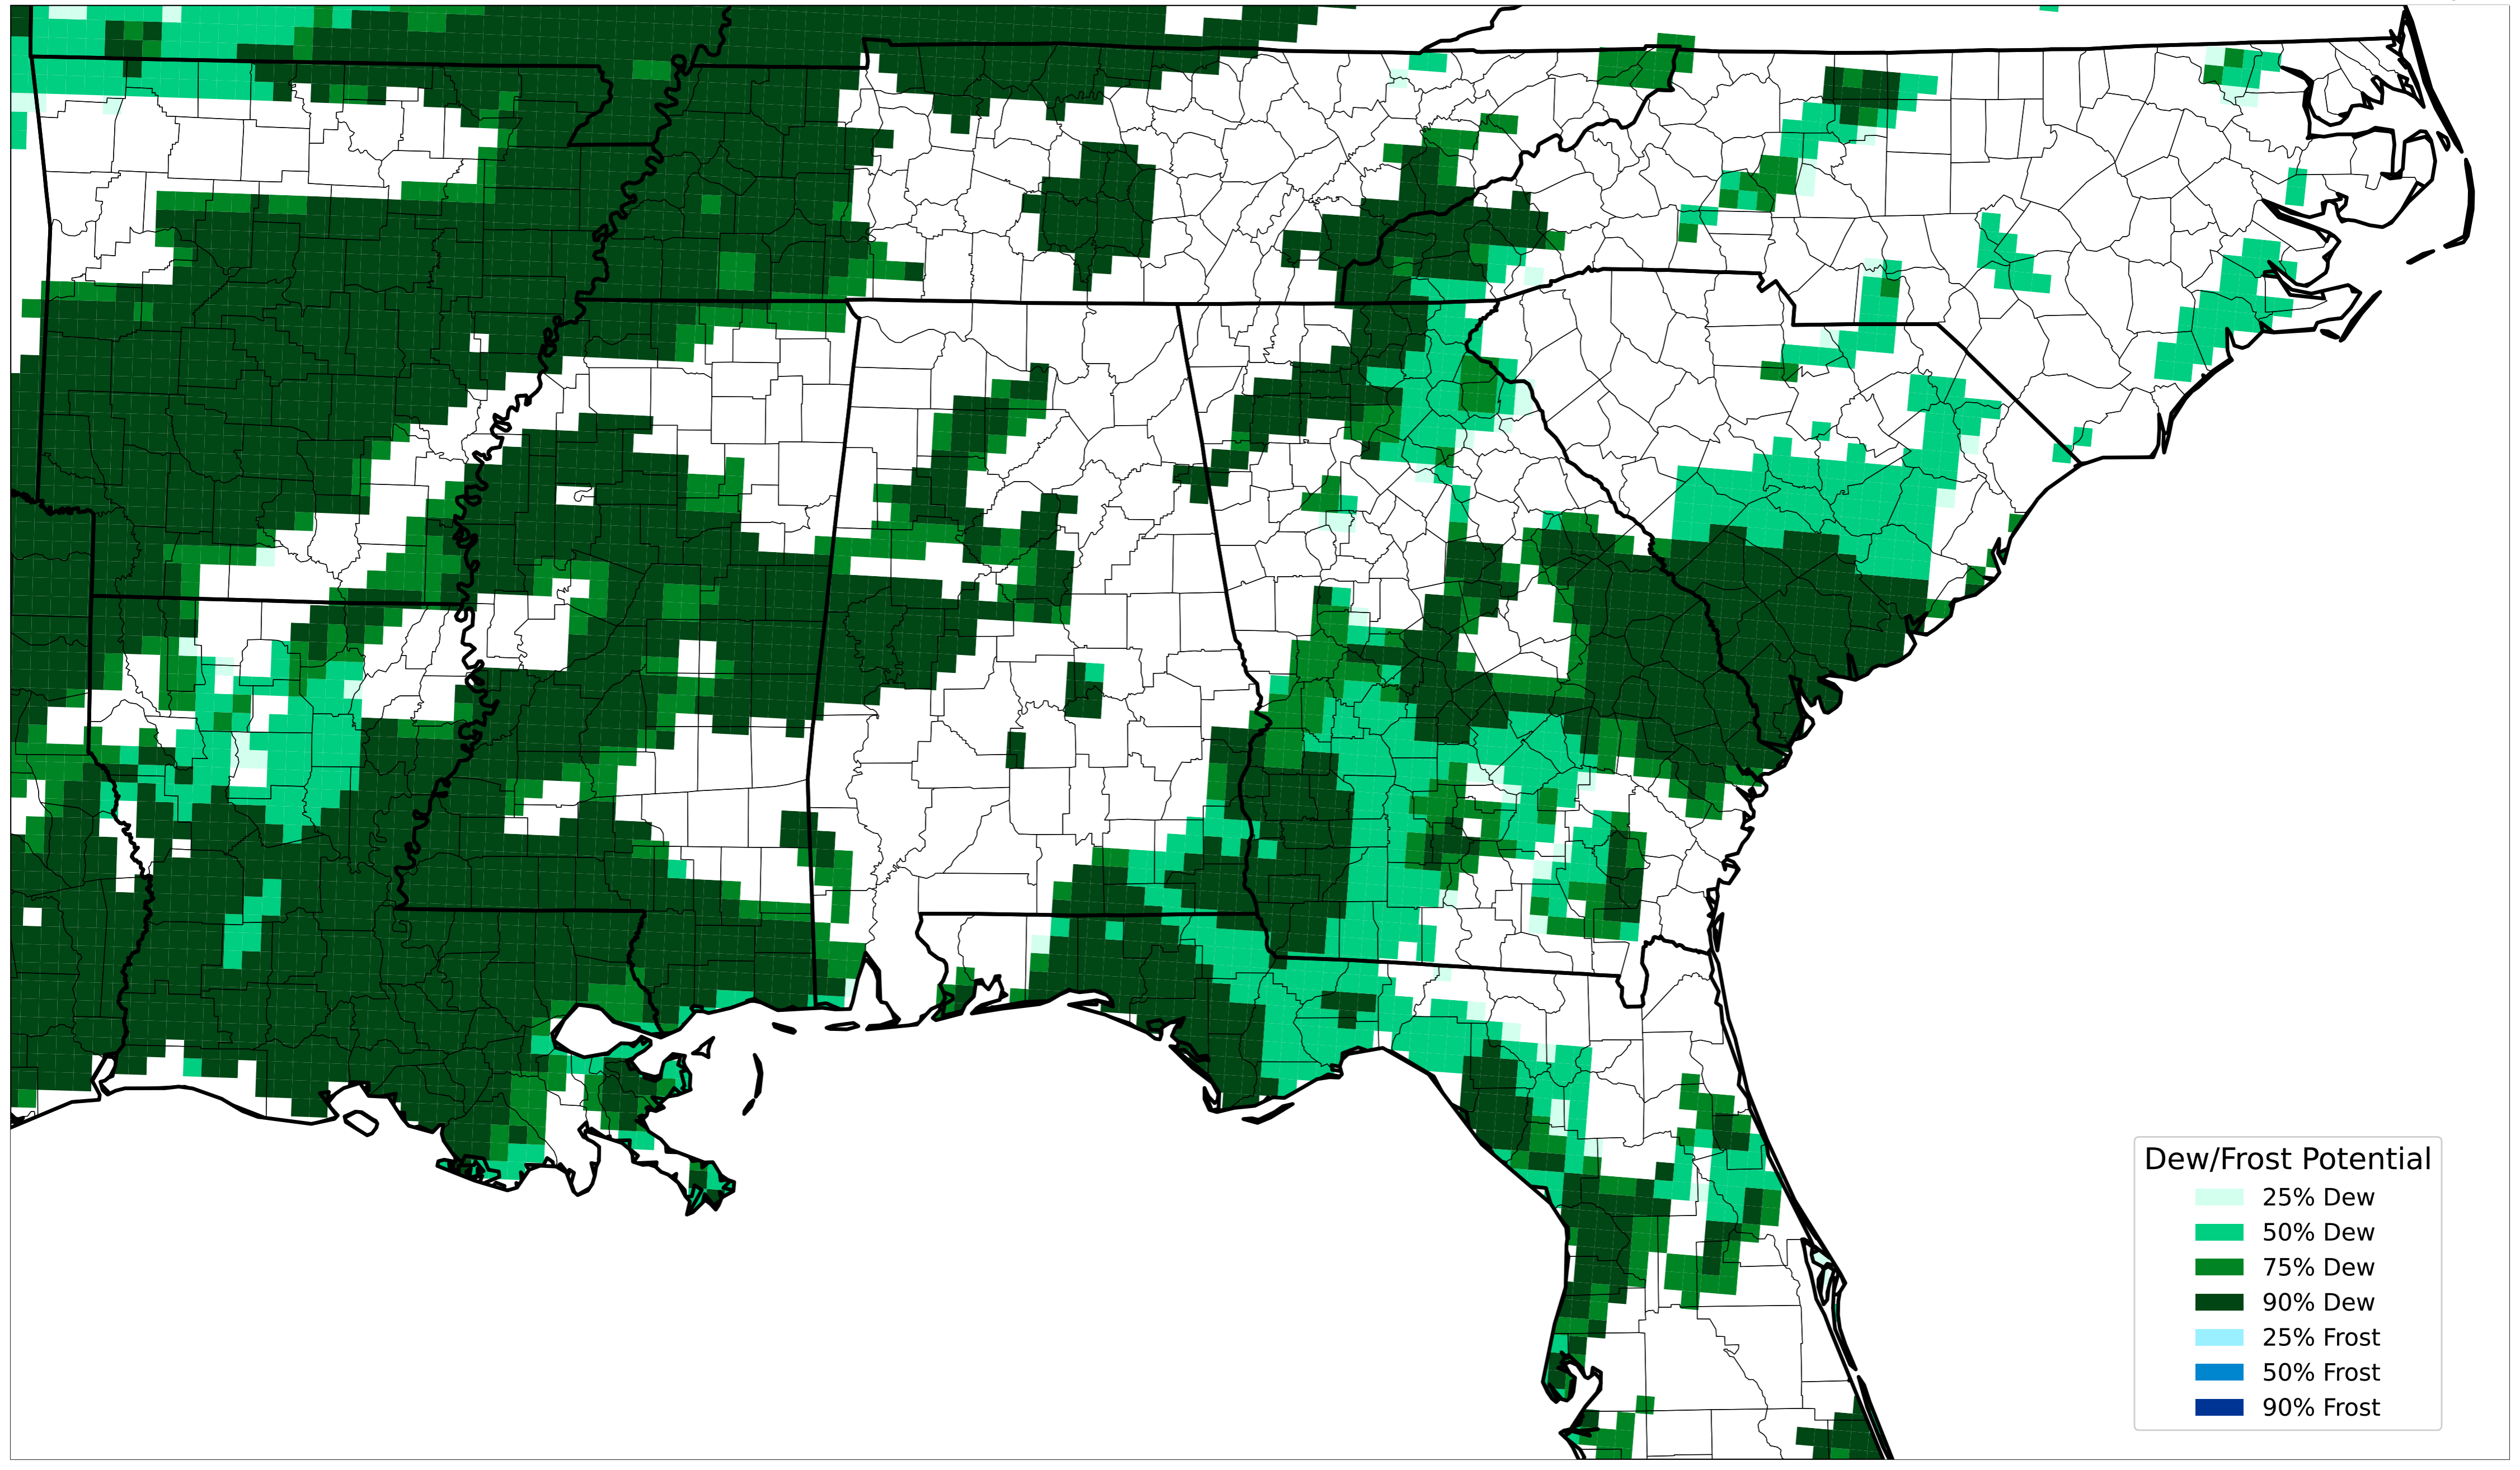 Dew/Frost Potential
25% Dew
50% Dew
75% Dew
90% Dew
25% Frost
50% Frost
90% Frost